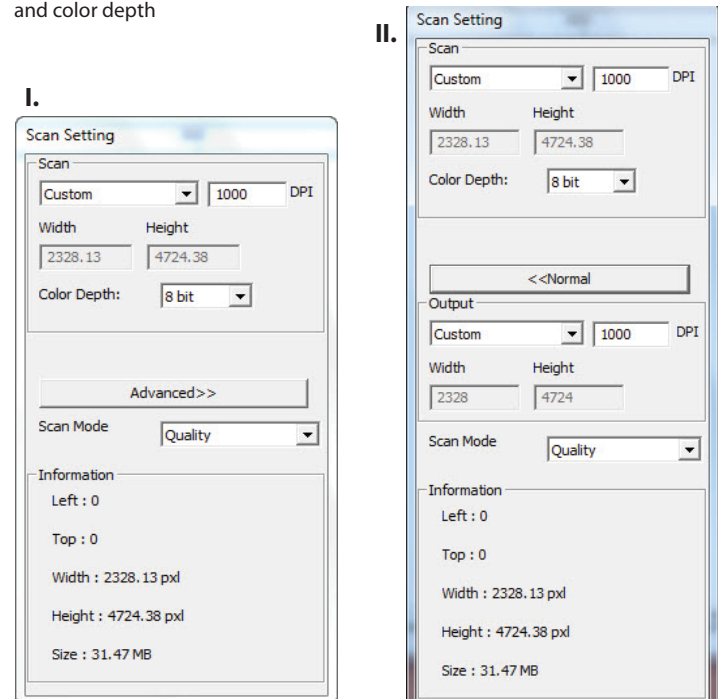 and color depth
I.
Scan Setting
Scan
Custom 1000 DPI
Width Height
2328.13 4724.38
Color Depth: 8 bit
Advanced>>
Scan Mode Quality
Information
Left : 0
Top : 0
Width : 2328.13 pxl
Height : 4724.38 pxl
Size : 31.47 MB
II.
Scan Setting
Scan
Custom 1000 DPI
Width Height
2328.13 4724.38
Color Depth: 8 bit
<<Normal
Output
Custom 1000 DPI
Width Height
2328 4724
Scan Mode Quality
Information
Left : 0
Top : 0
Width : 2328.13 pxl
Height : 4724.38 pxl
Size : 31.47 MB